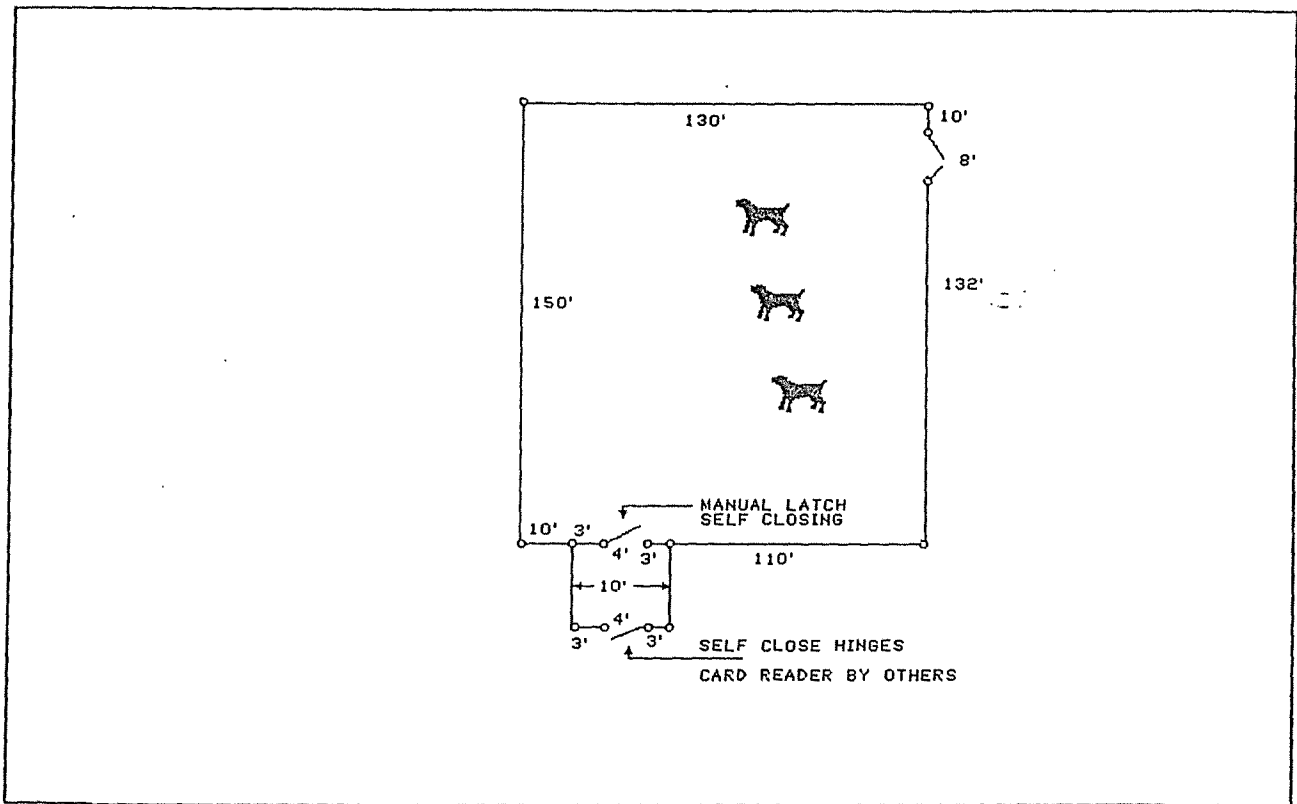 130'
10'
8'
150'
132'
MANUAL LATCH
SELF CLOSING
10' 3' 4' 3' 110'
10'
3' 4' 3'
SELF CLOSE HINGES
CARD READER BY OTHERS